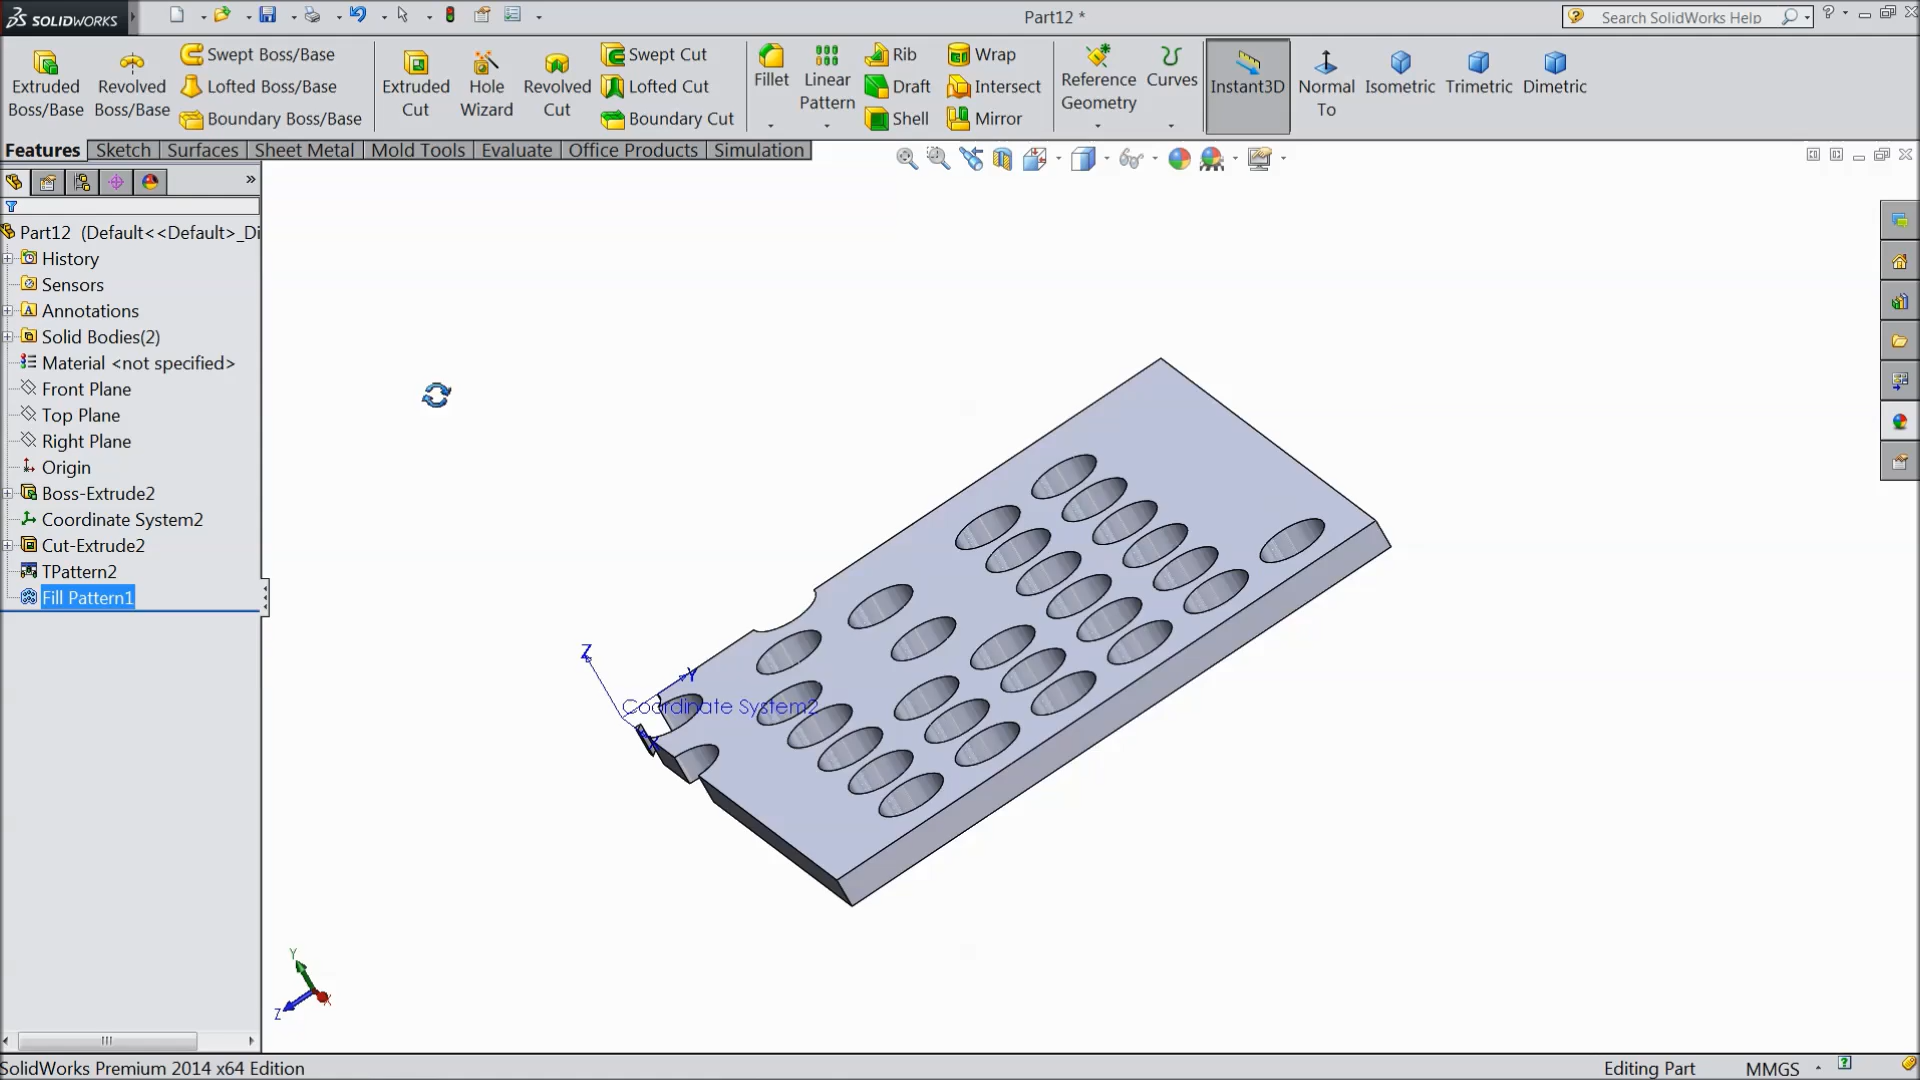 SOLIDWORKS
Part12 *
Search SolidWorks Help
?
Extruded Boss/Base
Revolved Boss/Base
Swept Boss/Base
Lofted Boss/Base
Boundary Boss/Base
Extruded Cut
Hole Wizard
Revolved Cut
Swept Cut
Lofted Cut
Boundary Cut
Fillet
Linear Pattern
Rib
Draft
Shell
Wrap
Intersect
Mirror
Reference Geometry
Curves
Instant3D
Normal To
Isometric
Trimetric
Dimetric
Features
Sketch
Surfaces
Sheet Metal
Mold Tools
Evaluate
Office Products
Simulation
»
Part12 (Default<<Default>_Di
History
Sensors
Annotations
Solid Bodies(2)
Material <not specified>
Front Plane
Top Plane
Right Plane
Origin
Boss-Extrude2
Coordinate System2
Cut-Extrude2
TPattern2
Fill Pattern1
Z
Y
Coordinate System2
X
Y
Z
X
SolidWorks Premium 2014 x64 Edition
Editing Part
MMGS